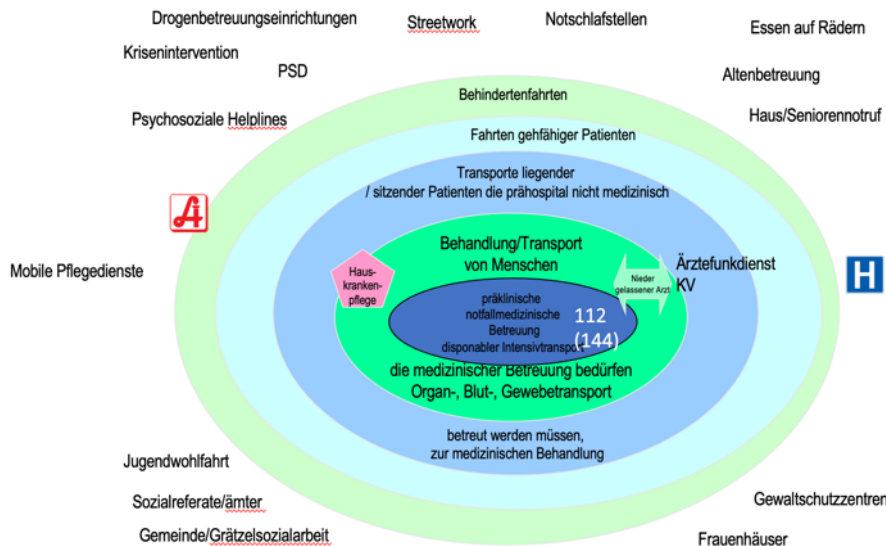 Drogenbetreuungseinrichtungen
Streetwork
Notschlafstellen
Essen auf Rädern
Krisenintervention
PSD
Altenbetreuung
Behindertenfahrten
Psychosoziale Helplines
Haus/Seniorennotruf
Fahrten gehfähiger Patienten
Transporte liegender
/ sitzender Patienten die prähospital nicht medizinisch
Behandlung/Transport
von Menschen
Mobile Pflegedienste
Haus-
kranken-
pflege
Nieder
gelassener Arzt
Ärztefunkdienst
KV
H
präklinische
notfallmedizinische
Betreuung
disponabler Intensivtransport
112
(144)
die medizinischer Betreuung bedürfen
Organ-, Blut-, Gewebetransport
betreut werden müssen,
zur medizinischen Behandlung
Jugendwohlfahrt
Sozialreferate/ämter
Gemeinde/Grätzelsozialarbeit
Gewaltschutzzentren
Frauenhäuser